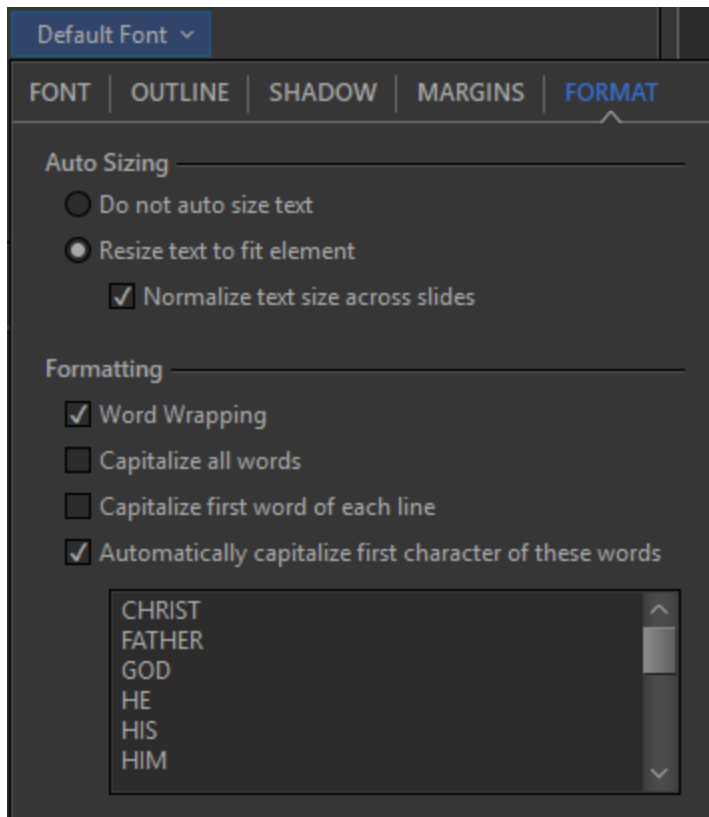 Default Font
FONT OUTLINE SHADOW MARGINS FORMAT
Auto Sizing
Do not auto size text
Resize text to fit element
Normalize text size across slides
Formatting
Word Wrapping
Capitalize all words
Capitalize first word of each line
Automatically capitalize first character of these words
CHRIST
FATHER
GOD
HE
HIS
HIM